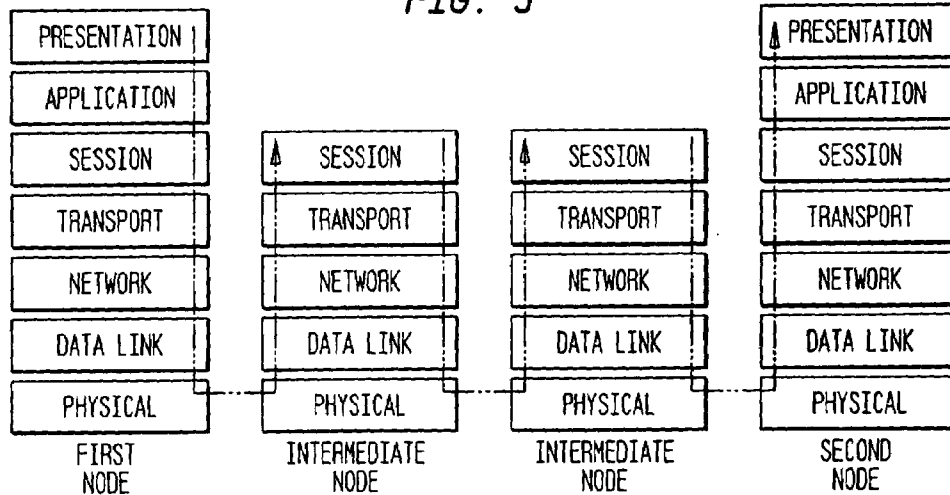 FIG. 5
PRESENTATION
APPLICATION
SESSION
TRANSPORT
NETWORK
DATA LINK
PHYSICAL
FIRST
NODE
SESSION
TRANSPORT
NETWORK
DATA LINK
PHYSICAL
INTERMEDIATE
NODE
SESSION
TRANSPORT
NETWORK
DATA LINK
PHYSICAL
INTERMEDIATE
NODE
PRESENTATION
APPLICATION
SESSION
TRANSPORT
NETWORK
DATA LINK
PHYSICAL
SECOND
NODE